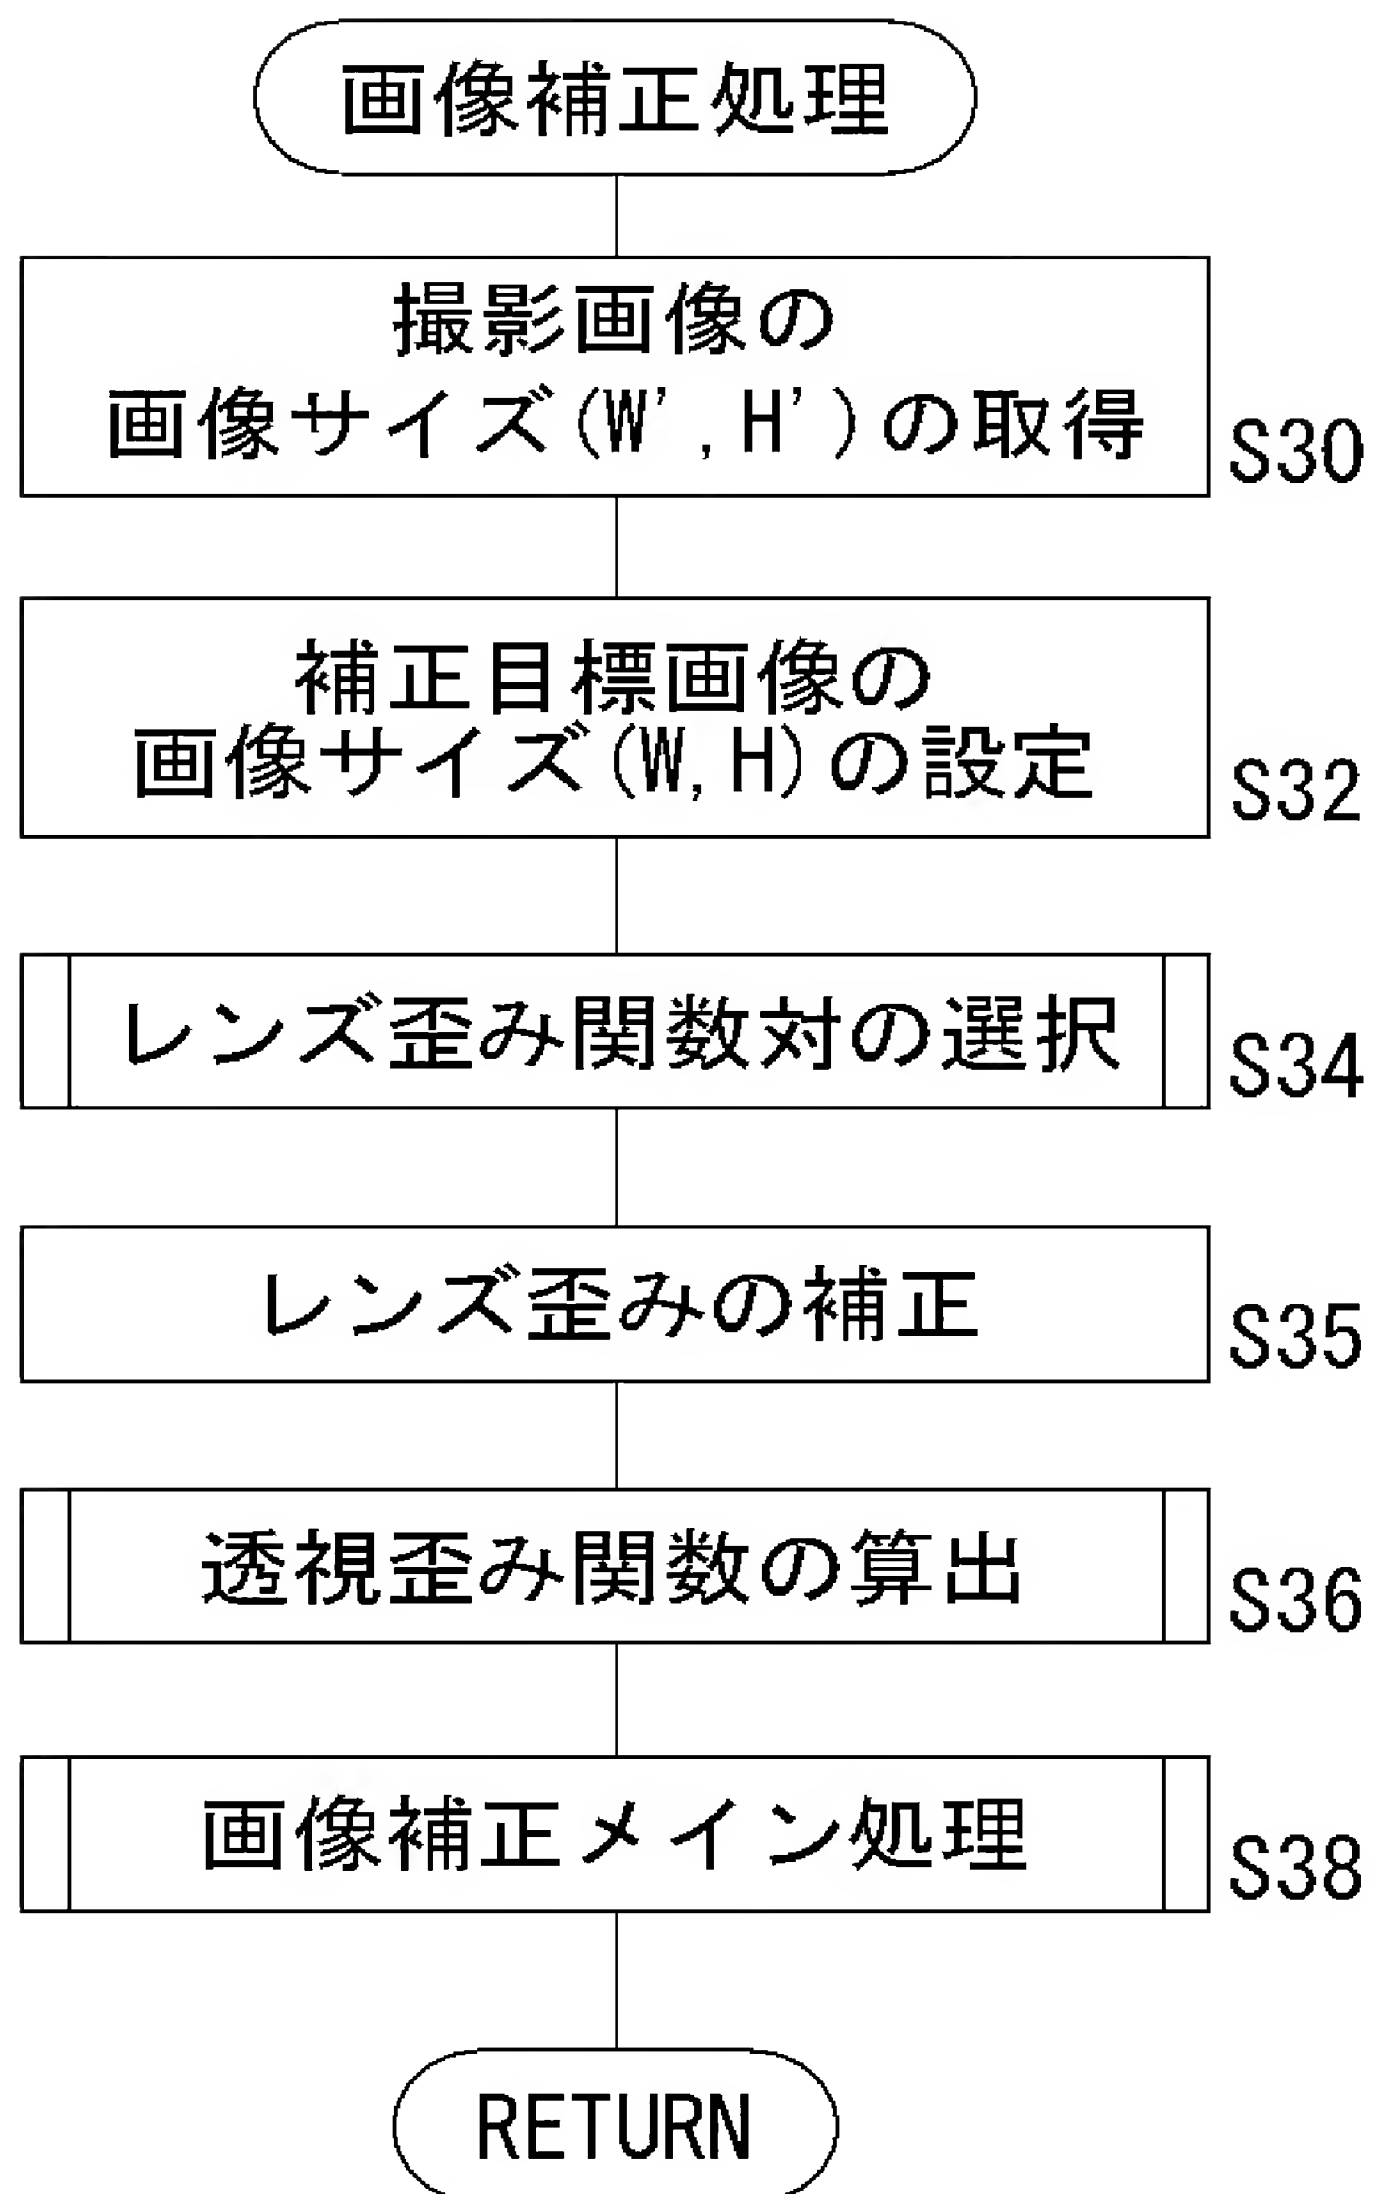 画像補正処理
撮影画像の
画像サイズ(W',H')の取得
S30
補正目標画像の
画像サイズ(W,H)の設定
S32
レンズ歪み関数対の選択
S34
レンズ歪みの補正
S35
透視歪み関数の算出
S36
画像補正メイン処理
S38
RETURN